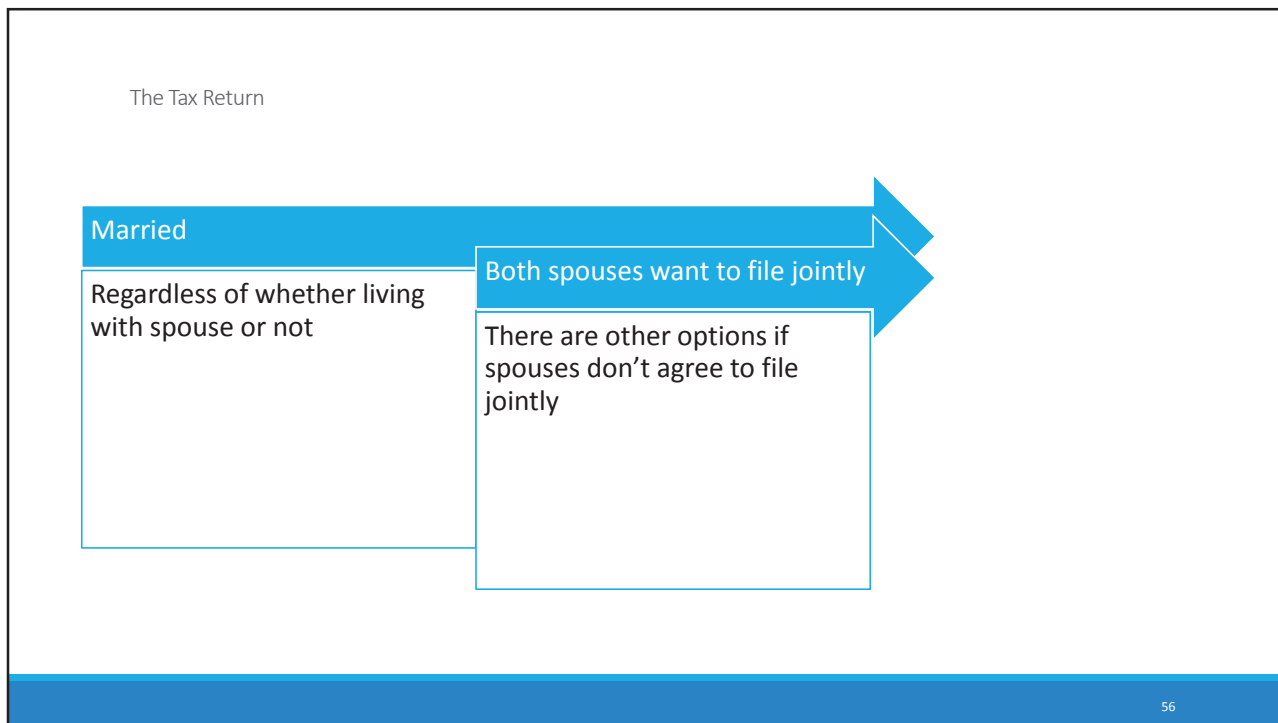 The Tax Return
Married
Regardless of whether living
with spouse or not
Both spouses want to file jointly
There are other options if
spouses don’t agree to file
jointly
56